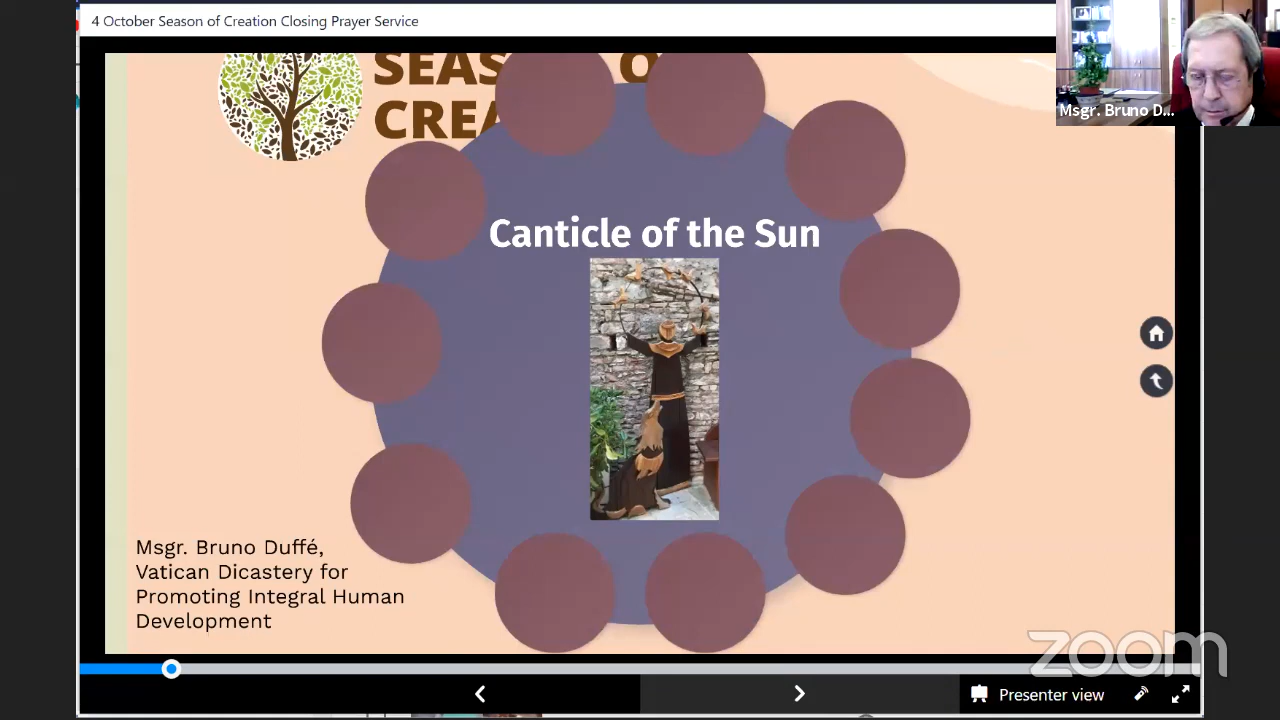 4 October Season of Creation Closing Prayer Service
SEAS O
CREA
Msgr. Bruno D...
Canticle of the Sun
Msgr. Bruno Duffé,
Vatican Dicastery for
Promoting Integral Human
Development
zoom
Presenter view